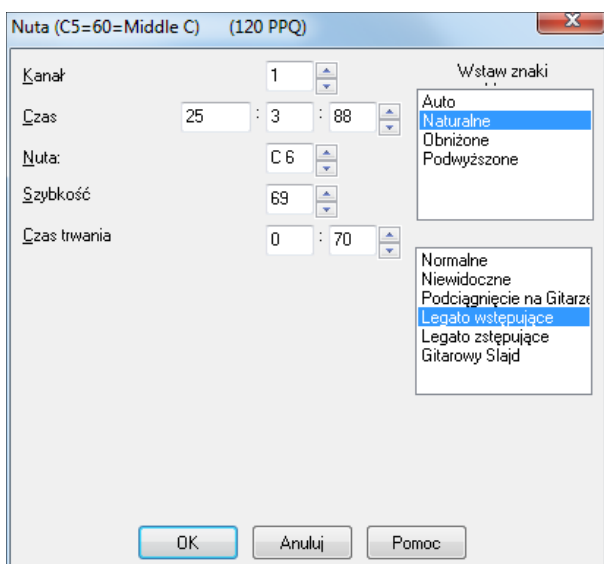 Nuta (C5=60=Middle C) (120 PPQ)
Kanał 1
Czas 25 : 3 : 88
Nuta: C 6
Szybkość 69
Czas trwania 0 : 70
Wstaw znaki
Auto
Naturalne
Obniżone
Podwyższone
Normalne
Niewidoczne
Podciągnięcie na Gitarze
Legato wstępujące
Legato zstępujące
Gitarowy Slajd
OK Anuluj Pomoc